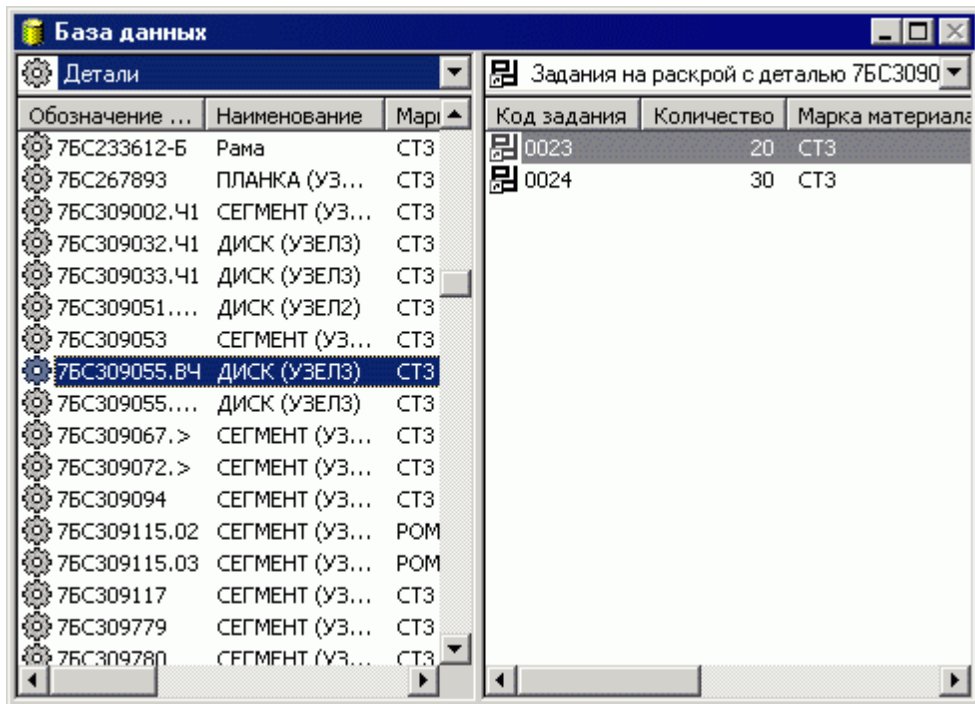 База данных
Детали
Задания на раскрой с деталью 7БС3090
Обозначение ... Наименование Мар
Код задания Количество Марка материала
7БС233612-Б Рама СТ3
7БС267893 ПЛАНКА (УЗ... СТ3
7БС309002.Ч1 СЕГМЕНТ (УЗ... СТ3
7БС309032.Ч1 ДИСК (УЗЕЛ3) СТ3
7БС309033.Ч1 ДИСК (УЗЕЛ3) СТ3
7БС309051.... ДИСК (УЗЕЛ2) СТ3
7БС309053 СЕГМЕНТ (УЗ... СТ3
7БС309055.ВЧ ДИСК (УЗЕЛ3) СТ3
7БС309055.... ДИСК (УЗЕЛ3) СТ3
7БС309067.> СЕГМЕНТ (УЗ... СТ3
7БС309072.> СЕГМЕНТ (УЗ... СТ3
7БС309094 СЕГМЕНТ (УЗ... СТ3
7БС309115.02 СЕГМЕНТ (УЗ... РОМ
7БС309115.03 СЕГМЕНТ (УЗ... РОМ
7БС309117 СЕГМЕНТ (УЗ... СТ3
7БС309779 СЕГМЕНТ (УЗ... СТ3
7БС309780 СЕГМЕНТ (УЗ... СТ3
0023 20 СТ3
0024 30 СТ3